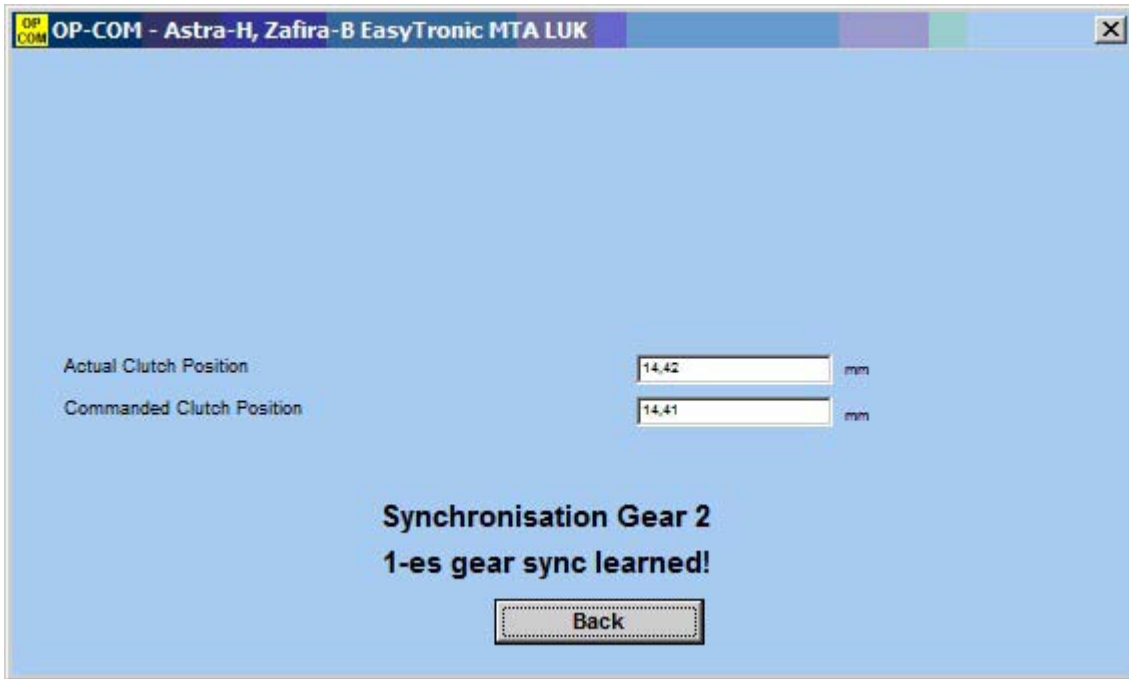 OP COM OP-COM - Astra-H, Zafira-B EasyTronic MTA LUK
Actual Clutch Position 14,42 mm
Commanded Clutch Position 14,41 mm
Synchronisation Gear 2
1-es gear sync learned!
Back